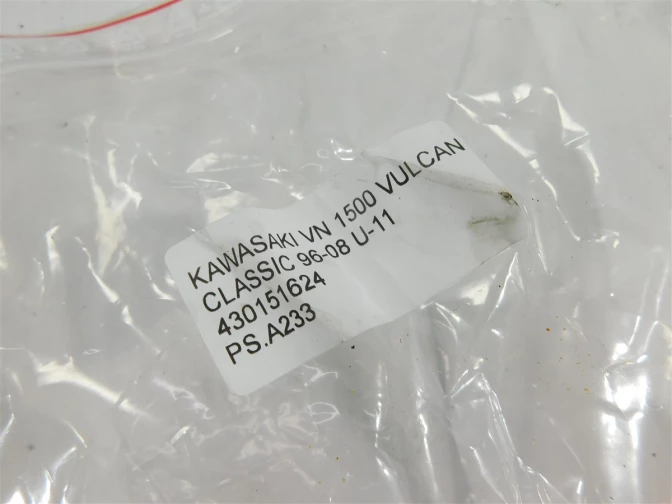 KAWASAKI VN 1500 VULCAN
CLASSIC 96-08 U-11
430151624
PS.A233